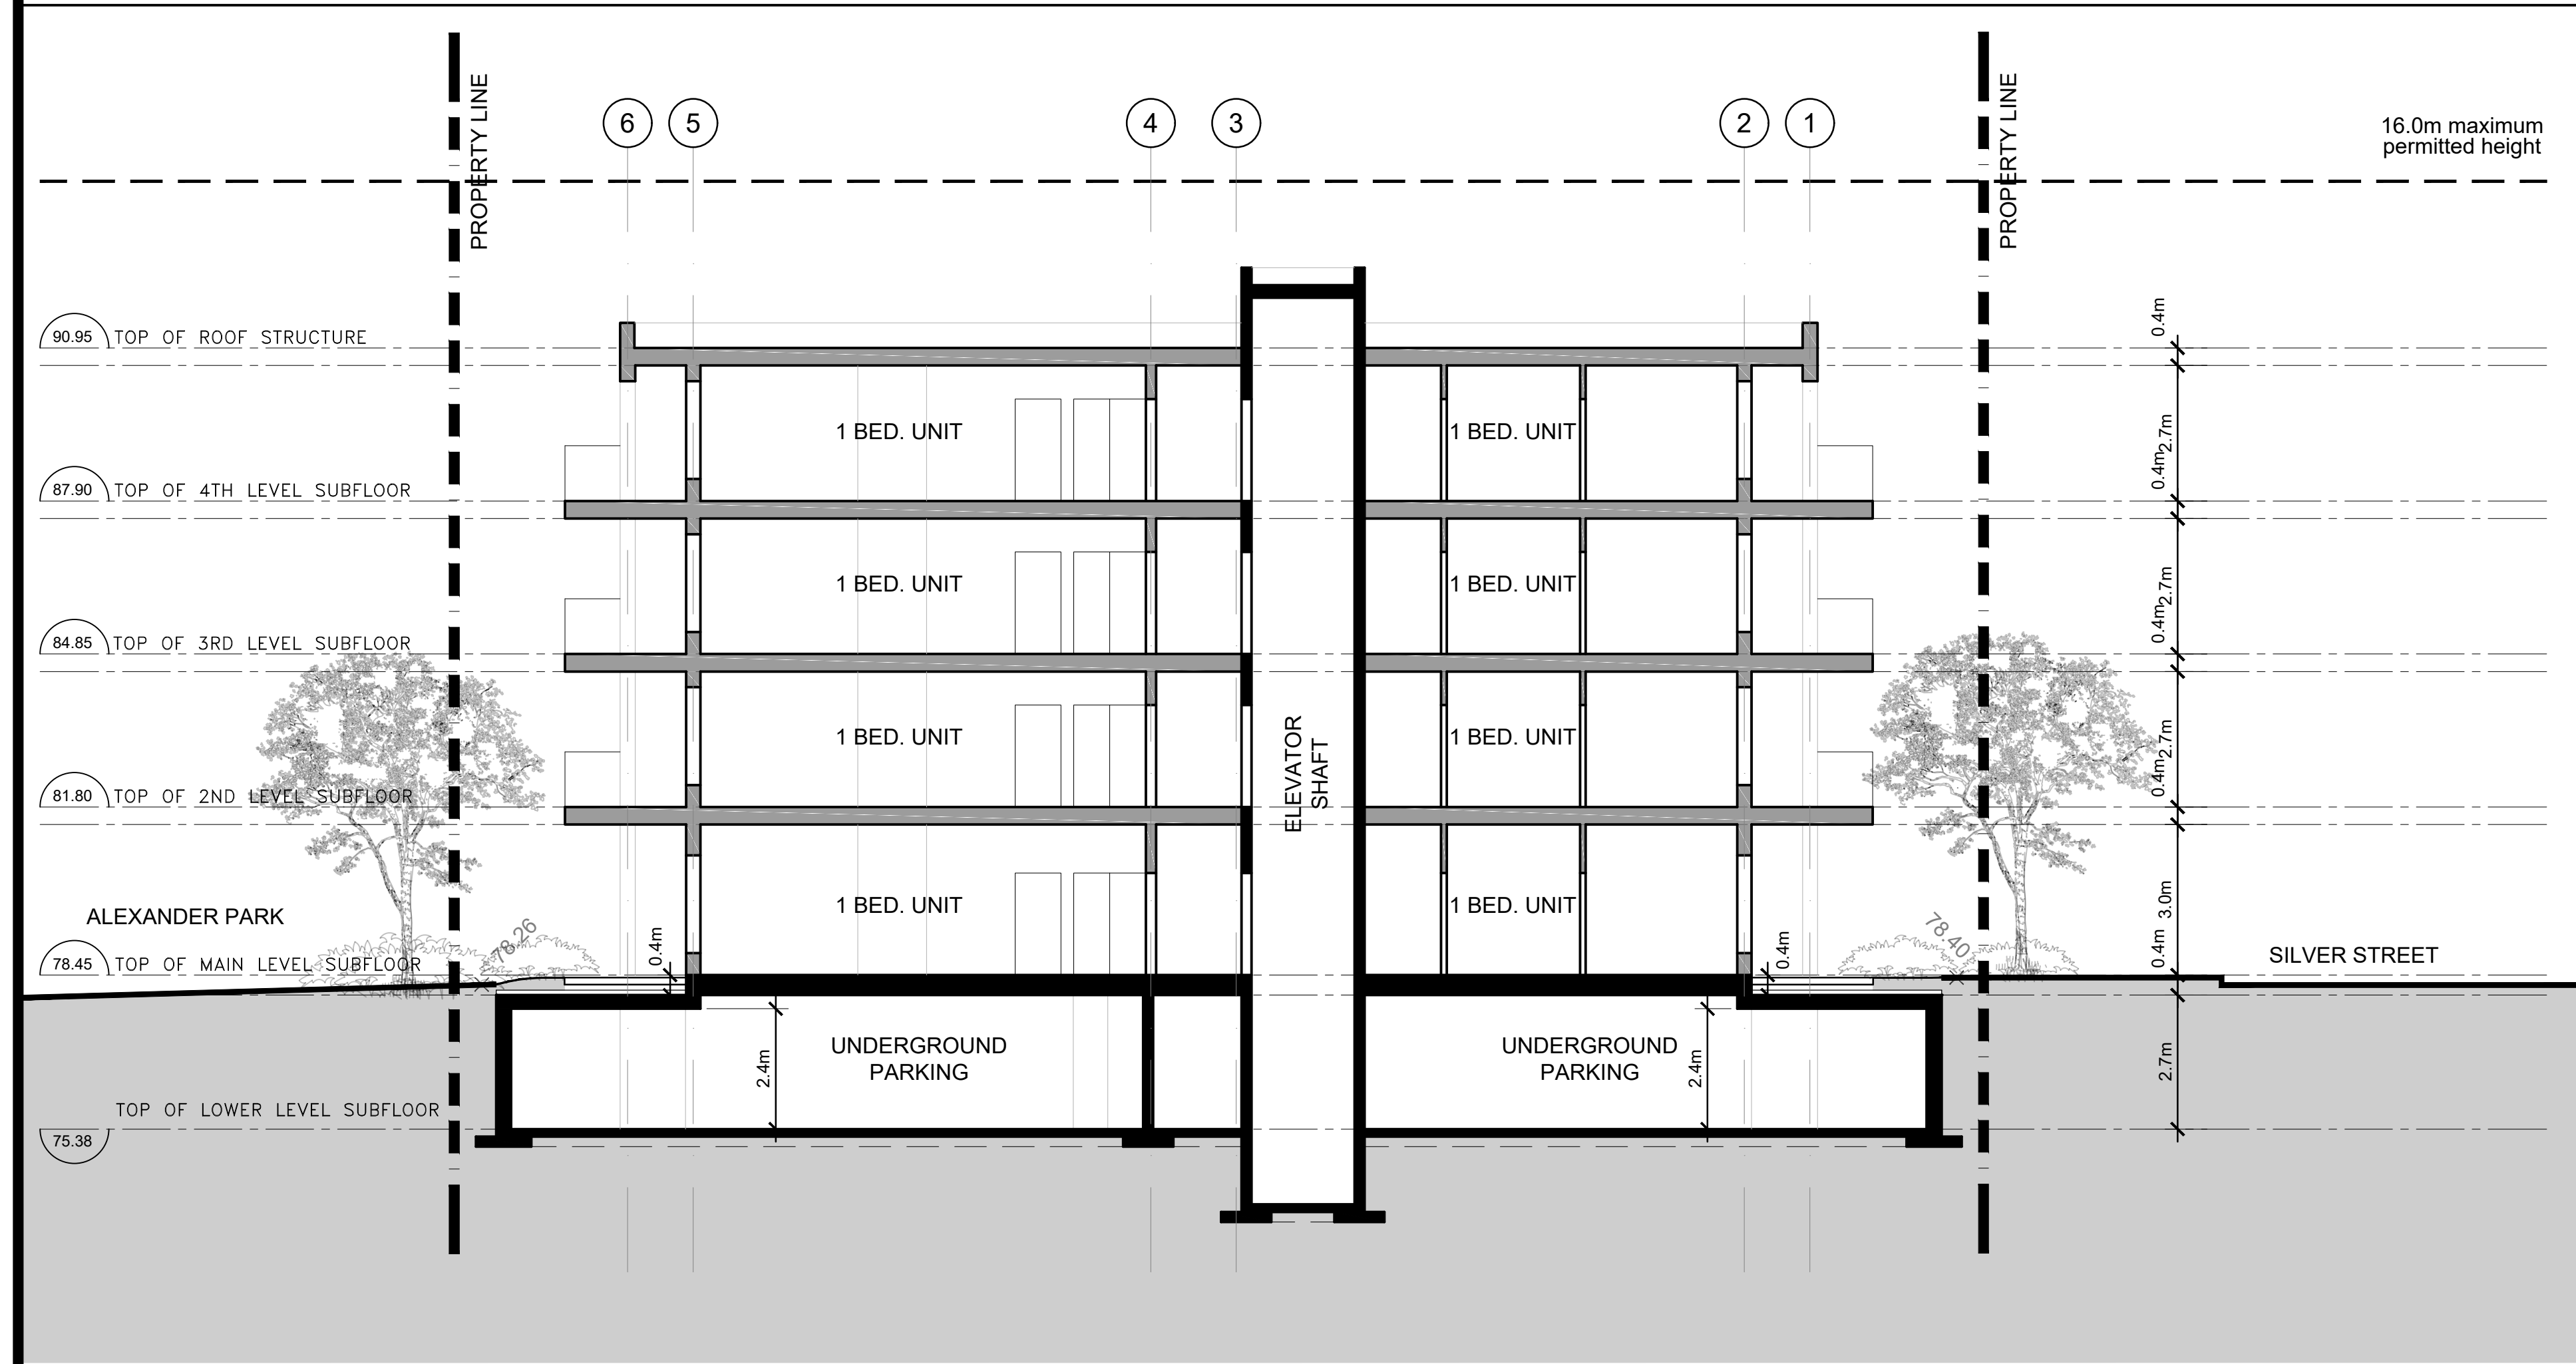 PROPERTY LINE
PROPERTY LINE
6
5
4
3
2
1
16.0m maximum
permitted height
90.95 TOP OF ROOF STRUCTURE
0.4m
1 BED. UNIT
1 BED. UNIT
2.7m
87.90 TOP OF 4TH LEVEL SUBFLOOR
0.4m
1 BED. UNIT
1 BED. UNIT
2.7m
84.85 TOP OF 3RD LEVEL SUBFLOOR
0.4m
1 BED. UNIT
1 BED. UNIT
2.7m
ELEVATOR
SHAFT
81.80 TOP OF 2ND LEVEL SUBFLOOR
0.4m
ALEXANDER PARK
1 BED. UNIT
1 BED. UNIT
3.0m
78.26
78.40
0.4m
0.4m
0.4m
78.45 TOP OF MAIN LEVEL SUBFLOOR
SILVER STREET
UNDERGROUND
PARKING
UNDERGROUND
PARKING
2.4m
2.4m
2.7m
TOP OF LOWER LEVEL SUBFLOOR
75.38